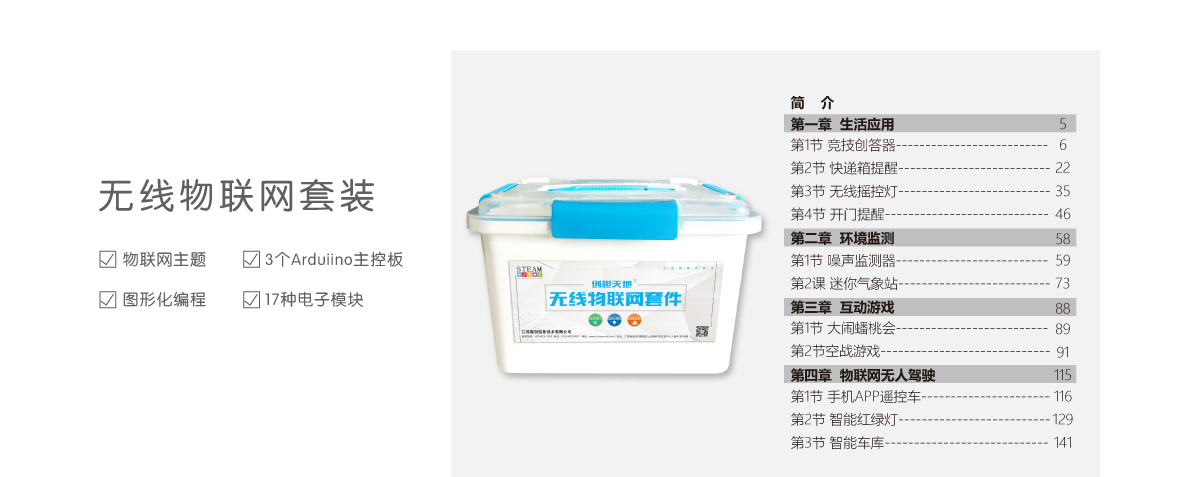 无线物联网套装
物联网主题
3个Arduiino主控板
图形化编程
17种电子模块
STEAM
创趣天地
无线物联网套件
简 介
第一章 生活应用 5
第1节 竞技创答器---------------------------- 6
第2节 快递箱提醒---------------------------- 22
第3节 无线摇控灯---------------------------- 35
第4节 开门提醒------------------------------ 46
第二章 环境监测 58
第1节 噪声监测器---------------------------- 59
第2课 迷你气象站---------------------------- 73
第三章 互动游戏 88
第1节 大闹蟠桃会---------------------------- 89
第2节空战游戏------------------------------- 91
第四章 物联网无人驾驶 115
第1节 手机APP遥控车----------------------- 116
第2节 智能红绿灯----------------------------129
第3节 智能车库------------------------------ 141